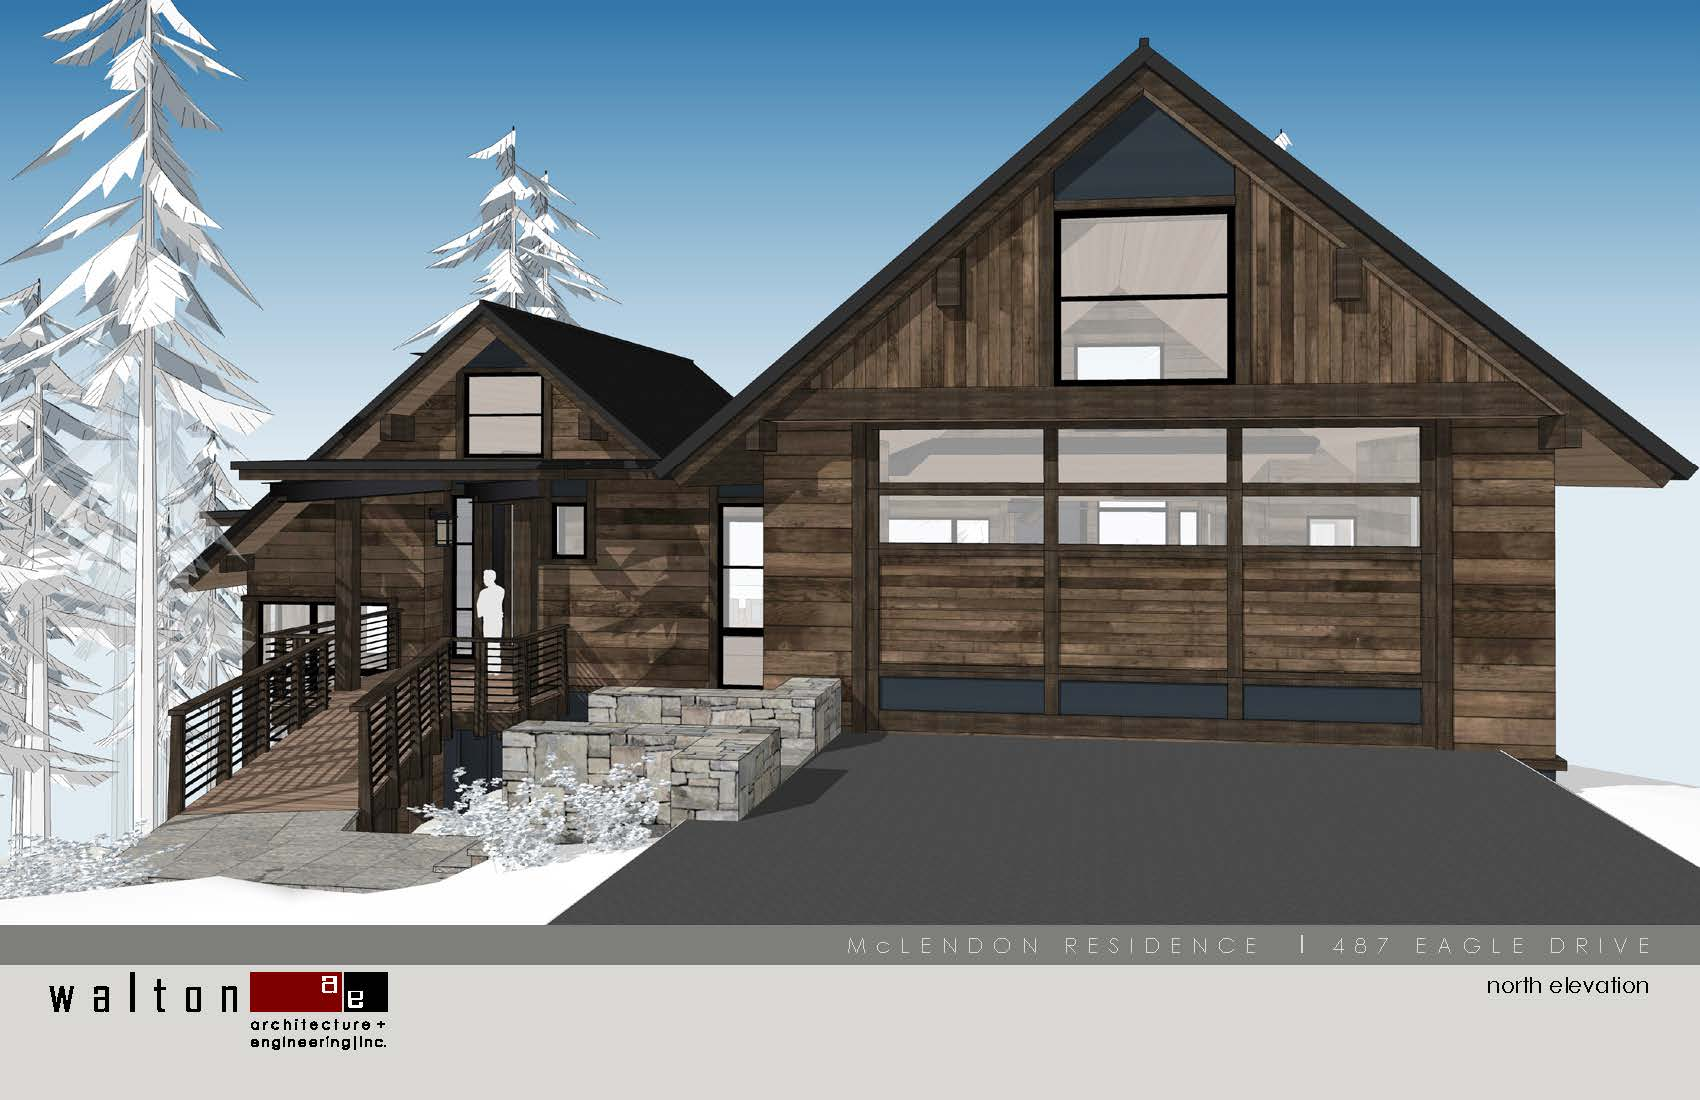 McLENDON RESIDENCE | 487 EAGLE DRIVE
north elevation
walton ae
architecture +
engineering|inc.